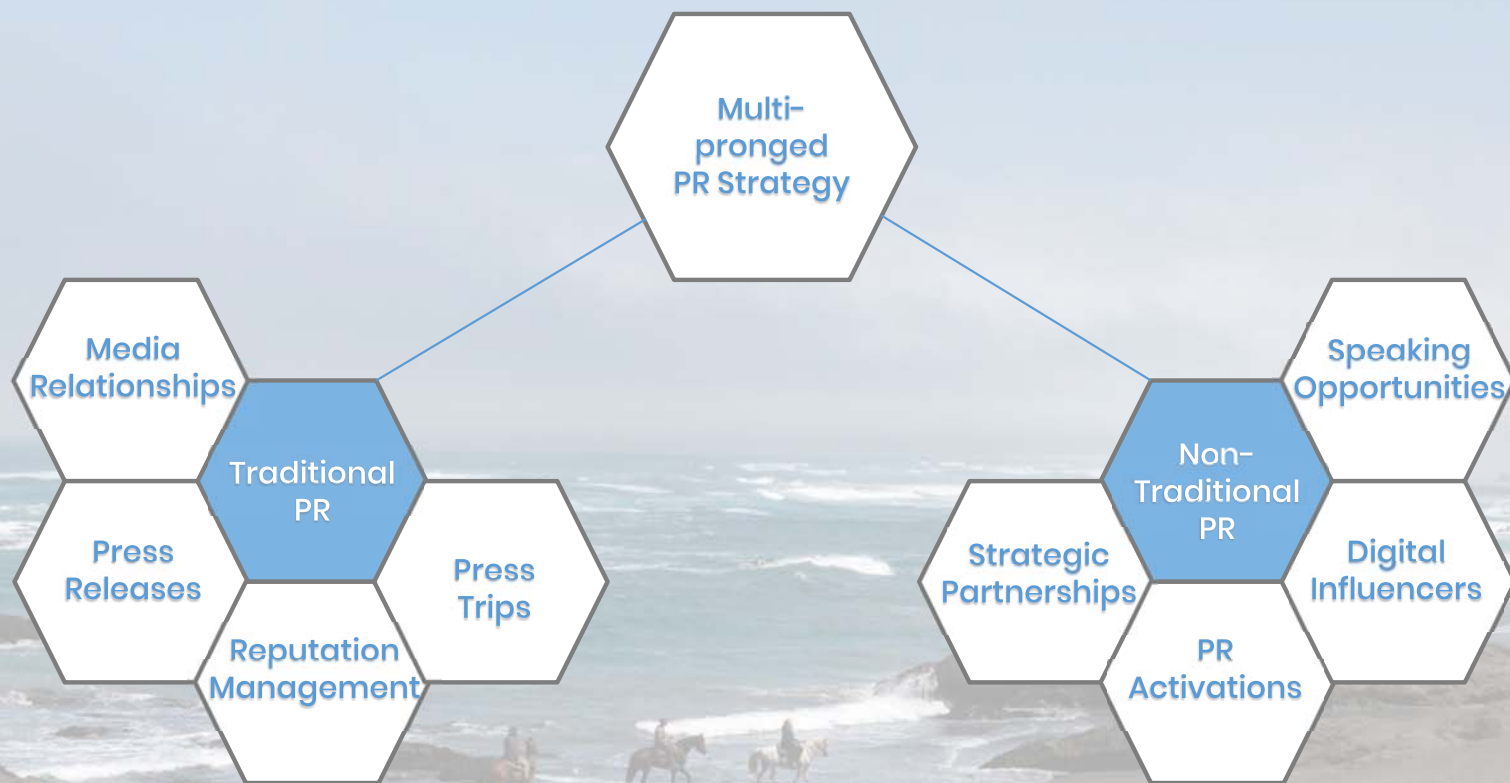 Multi-
pronged
PR Strategy
Media
Relationships
Traditional
PR
Press
Releases
Reputation
Management
Press
Trips
Speaking
Opportunities
Non-
Traditional
PR
Strategic
Partnerships
Digital
Influencers
PR
Activations